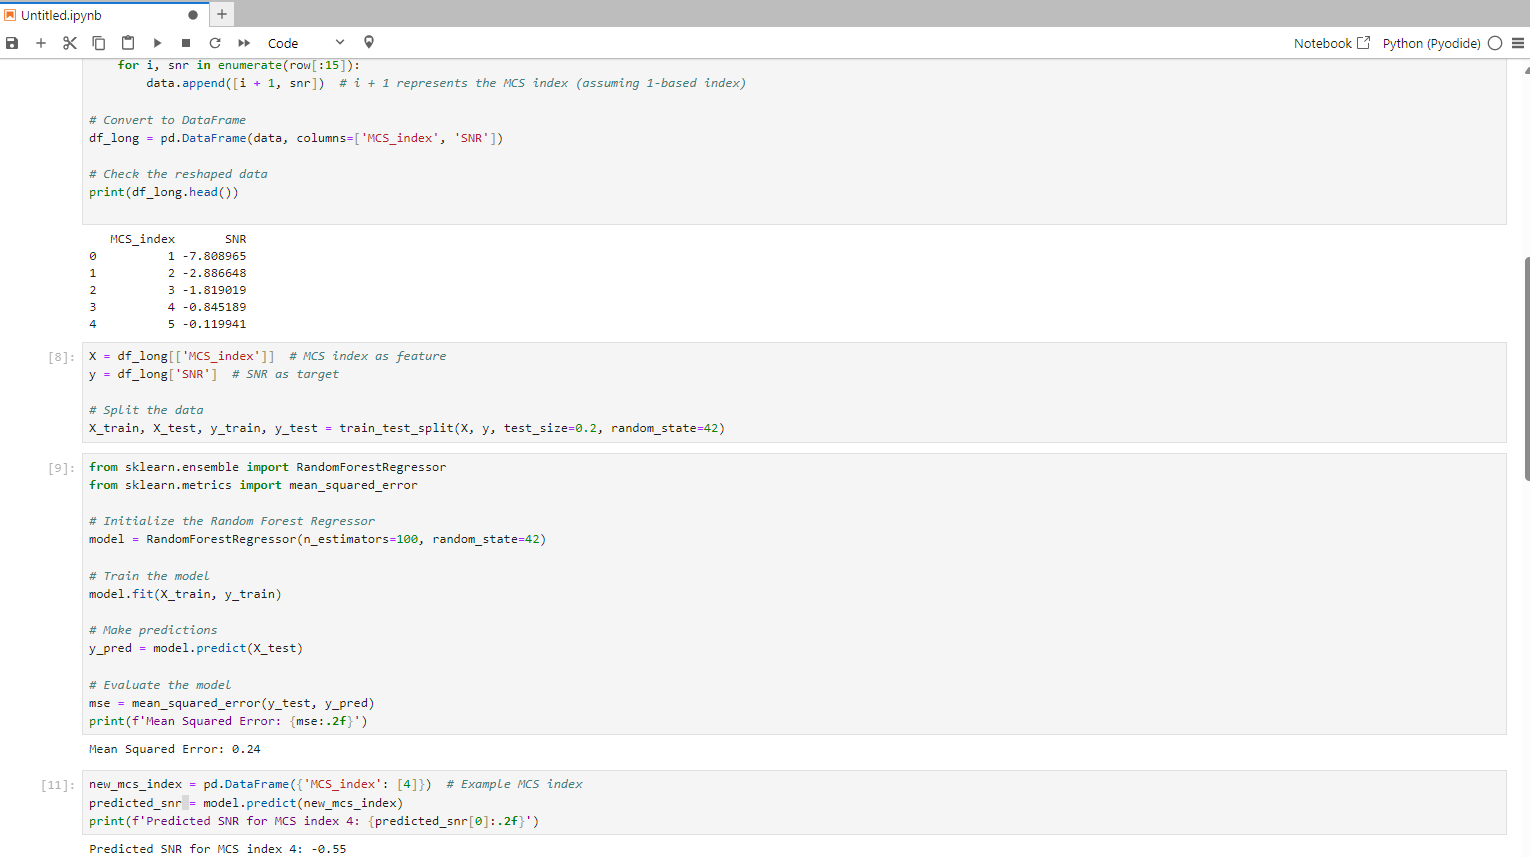 Untitled.ipynb
Code
Notebook
Python (Pyodide)
for i, snr in enumerate(row[:15]):
data.append([i + 1, snr])  # i + 1 represents the MCS index (assuming 1-based index)
# Convert to DataFrame
df_long = pd.DataFrame(data, columns=['MCS_index', 'SNR'])
# Check the reshaped data
print(df_long.head())
MCS_index SNR
0 1 -7.808965
1 2 -2.886648
2 3 -1.819019
3 4 -0.845189
4 5 -0.119941
[8]:
X = df_long[['MCS_index']]  # MCS index as feature
y = df_long['SNR']  # SNR as target
# Split the data
X_train, X_test, y_train, y_test = train_test_split(X, y, test_size=0.2, random_state=42)
[9]:
from sklearn.ensemble import RandomForestRegressor
from sklearn.metrics import mean_squared_error
# Initialize the Random Forest Regressor
model = RandomForestRegressor(n_estimators=100, random_state=42)
# Train the model
model.fit(X_train, y_train)
# Make predictions
y_pred = model.predict(X_test)
# Evaluate the model
mse = mean_squared_error(y_test, y_pred)
print(f'Mean Squared Error: {mse:.2f}')
Mean Squared Error: 0.24
[11]:
new_mcs_index = pd.DataFrame({'MCS_index': [4]})  # Example MCS index
predicted_snr = model.predict(new_mcs_index)
print(f'Predicted SNR for MCS index 4: {predicted_snr[0]:.2f}')
Predicted SNR for MCS index 4: -0.55